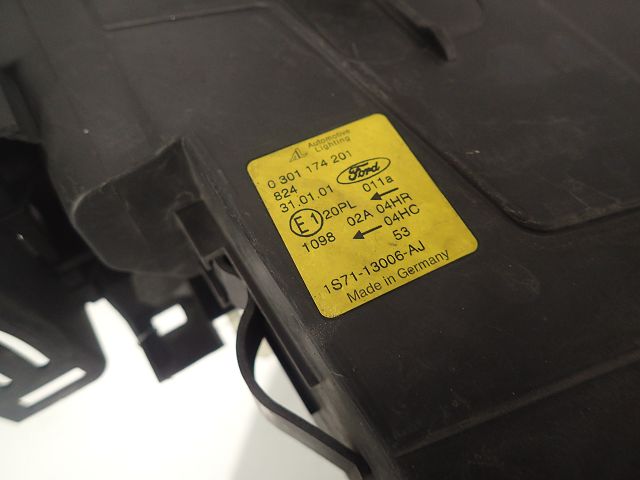 AL Automotive Lighting
0 301 174 201
824 Ford
31.01.01 011a
E1 20PL ←
02A 04HR
1098 ← 04HC
53
1S71-13006-AJ
Made in Germany